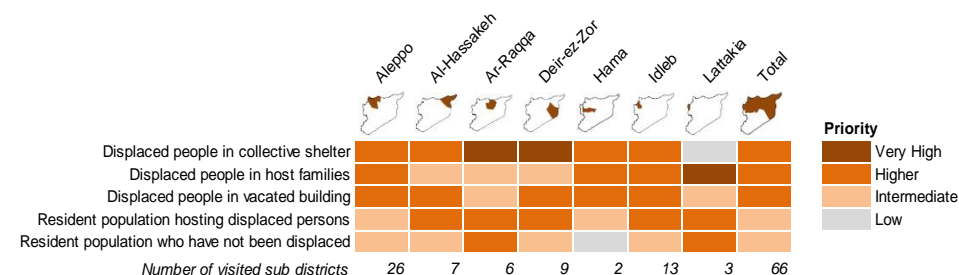 Aleppo Al-Hassakeh Ar-Raqqa Deir-ez-Zor Hama Idleb Lattakia Total
Priority
Displaced people in collective shelter
Very High
Displaced people in host families
Higher
Displaced people in vacated building
Intermediate
Resident population hosting displaced persons
Low
Resident population who have not been displaced
Number of visited sub districts 26 7 6 9 2 13 3 66